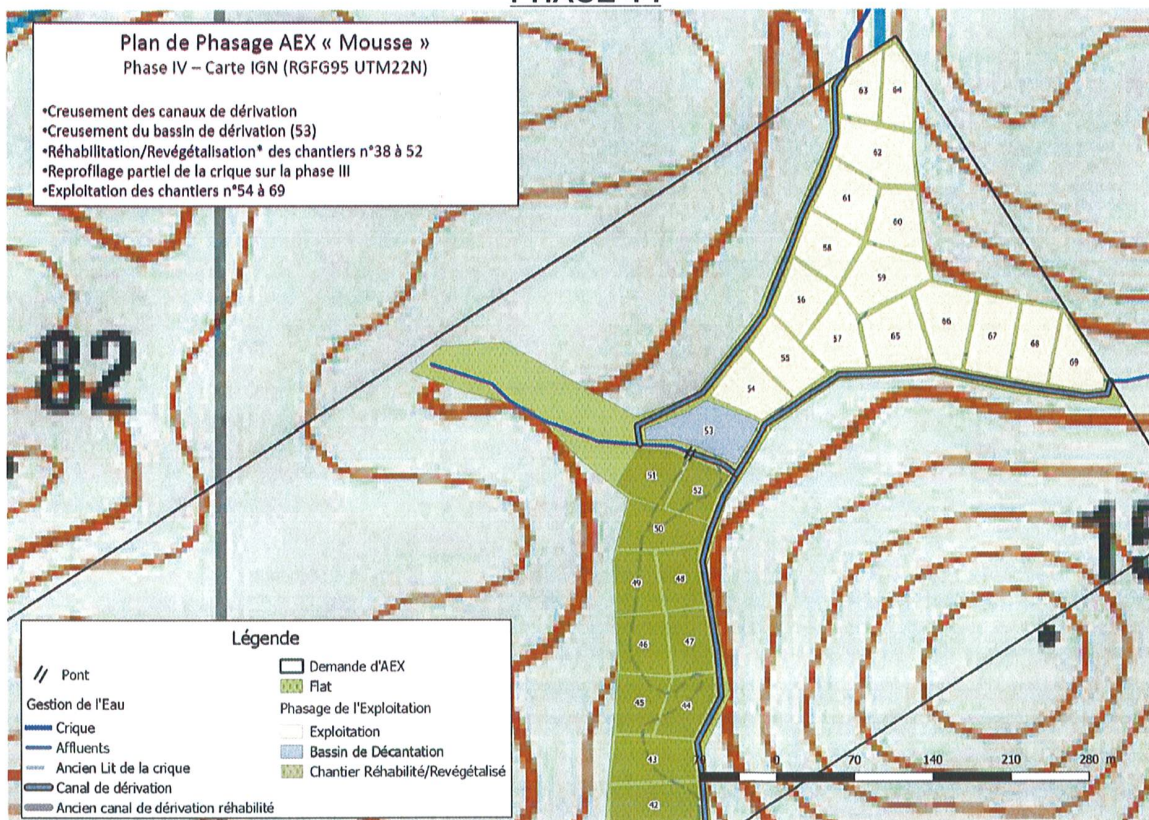 Plan de Phasage AEX « Mousse »
Phase IV – Carte IGN (RGFG95 UTM22N)
•Creusement des canaux de dérivation
•Creusement du bassin de dérivation (53)
•Réhabilitation/Revégétalisation* des chantiers n°38 à 52
•Reprofilage partiel de la crique sur la phase III
•Exploitation des chantiers n°54 à 69
63
64
62
61
60
58
59
56
57
65
66
67
68
69
55
54
53
82
51
52
50
15
49
48
46
47
45
44
43
42
Légende
Pont
Gestion de l'Eau
Crique
Affluents
Ancien Lit de la crique
Canal de dérivation
Ancien canal de dérivation réhabilité
Demande d'AEX
Flat
Phasage de l'Exploitation
Exploitation
Bassin de Décantation
Chantier Réhabilité/Revégétalisé
70 0 70 140 210 280 m